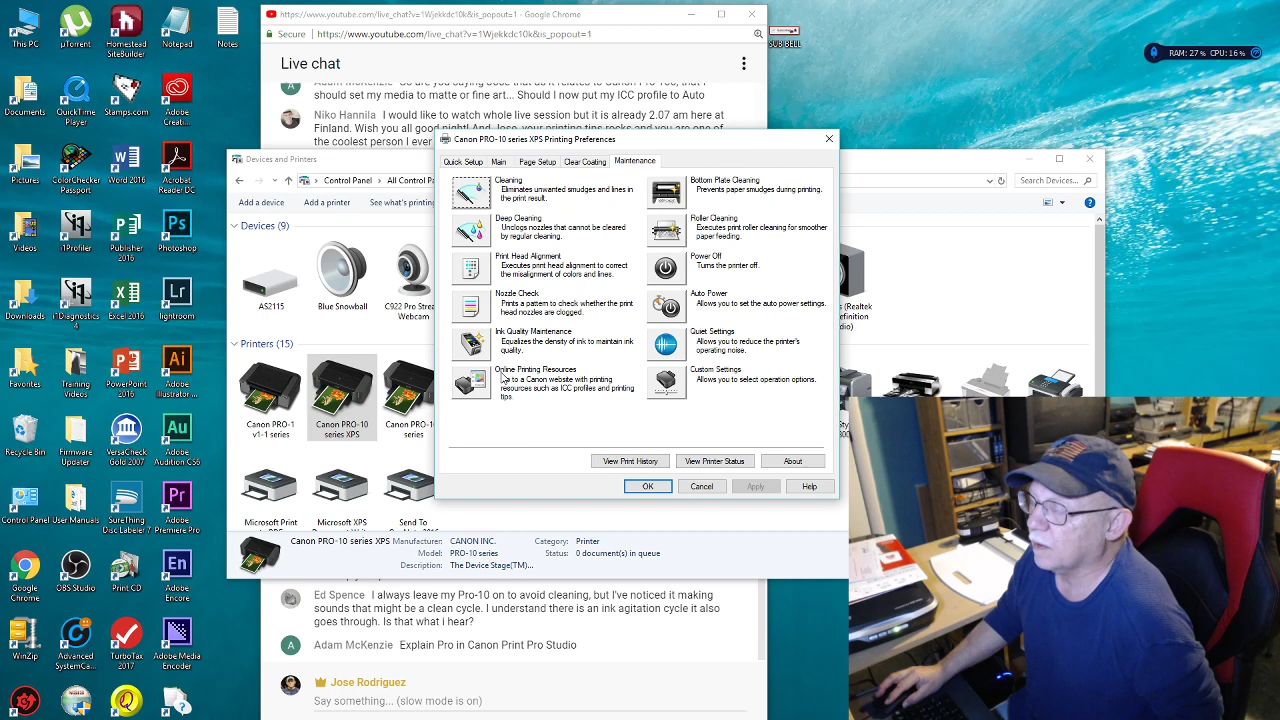 https://www.youtube.com/live_chat?v=1Wjekkdc10k&is_popout=1 - Google Chrome
Secure https://www.youtube.com/live_chat?v=1Wjekkdc10k&is_popout=1
Live chat
should set my media to matte or fine art... Should I now put my ICC profile to Auto
Niko Hannila I would like to watch whole live session but it is already 2.07 am here at
Finland. Wish you all good night! And Jose, your printing tips rocks and you are one of
the coolest person I ever
SUB BELL
RAM: 27 % CPU: 16 %
This PC
µTorrent
Homestead SiteBuilder
Notepad
Notes
Documents
QuickTime Player
Stamps.com
Adobe Creati...
Pictures
ColorChecker Passport
Word 2016
Acrobat Reader DC
Videos
i1Profiler
Publisher 2016
Photoshop
Downloads
i1Diagnostics 4
Excel 2016
lightroom
Favorites
Training Videos
PowerPoint 2016
Adobe Illustrator ...
Recycle Bin
Firmware Updater
VersaCheck Gold 2007
Adobe Audition CS6
Control Panel
User Manuals
SureThing Disc Labeler 7
Adobe Premiere Pro
Google Chrome
OBS Studio
Print CD
Adobe Encore
WinZip
Advanced SystemCa...
TurboTax 2017
Adobe Media Encoder
Devices and Printers
Control Panel
All Control Pa
Search Devices...
Add a device
Add a printer
See what's printing
Devices (9)
AS2115
Blue Snowball
C922 Pro Stream Webcam
Printers (15)
Canon PRO-1 v1-1 series
Canon PRO-10 series XPS
Canon PRO-10 series
Microsoft Print
Microsoft XPS
Send To
Canon PRO-10 series XPS
Manufacturer: CANON INC.
Model: PRO-10 series
Description: The Device Stage(TM)...
Category: Printer
Status: 0 document(s) in queue
Canon PRO-10 series XPS Printing Preferences
Quick Setup
Main
Page Setup
Clear Coating
Maintenance
Cleaning
Eliminates unwanted smudges and lines in
the print result.
Deep Cleaning
Unclogs nozzles that cannot be cleared
by regular cleaning.
Print Head Alignment
Executes print head alignment to correct
the misalignment of colors and lines.
Nozzle Check
Prints a pattern to check whether the print
head nozzles are clogged.
Ink Quality Maintenance
Equalizes the density of ink to maintain ink
quality.
Online Printing Resources
to a Canon website with printing
resources such as ICC profiles and printing
tips.
Bottom Plate Cleaning
Prevents paper smudges during printing.
Roller Cleaning
Executes print roller cleaning for smoother
paper feeding.
Power Off
Turns the printer off.
Auto Power
Allows you to set the auto power settings.
Quiet Settings
Allows you to reduce the printer's
operating noise.
Custom Settings
Allows you to select operation options.
View Print History
View Printer Status
About
OK
Cancel
Apply
Help
Ed Spence I always leave my Pro-10 on to avoid cleaning, but I've noticed it making
sounds that might be a clean cycle. I understand there is an ink agitation cycle it also
goes through. Is that what i hear?
Adam McKenzie Explain Pro in Canon Print Pro Studio
Jose Rodriguez
Say something... (slow mode is on)